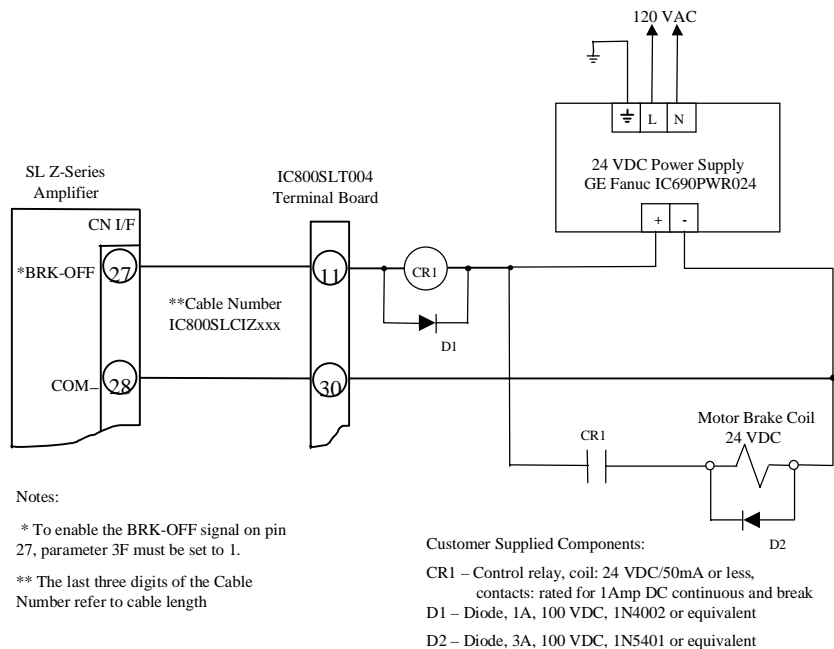 120 VAC
L N
24 VDC Power Supply
GE Fanuc IC690PWR024
+ -
SL Z-Series
Amplifier
IC800SLT004
Terminal Board
CN I/F
*BRK-OFF
27
11
CR1
**Cable Number
IC800SLCIZxxx
D1
COM–
28
30
Motor Brake Coil
24 VDC
CR1
D2
Notes:
* To enable the BRK-OFF signal on pin
27, parameter 3F must be set to 1.
** The last three digits of the Cable
Number refer to cable length
Customer Supplied Components:
CR1 – Control relay, coil: 24 VDC/50mA or less,
contacts: rated for 1Amp DC continuous and break
D1 – Diode, 1A, 100 VDC, 1N4002 or equivalent
D2 – Diode, 3A, 100 VDC, 1N5401 or equivalent